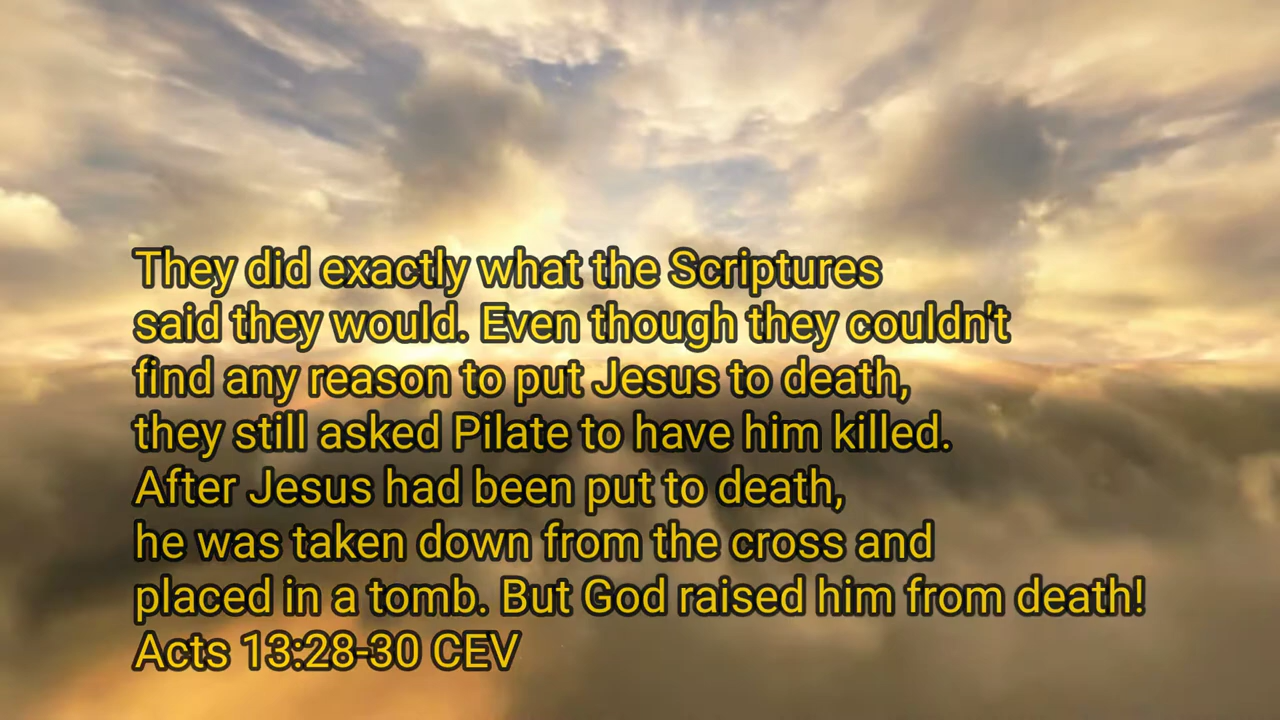 They did exactly what the Scriptures
said they would. Even though they couldn't
find any reason to put Jesus to death,
they still asked Pilate to have him killed.
After Jesus had been put to death,
he was taken down from the cross and
placed in a tomb. But God raised him from death!
Acts 13:28-30 CEV